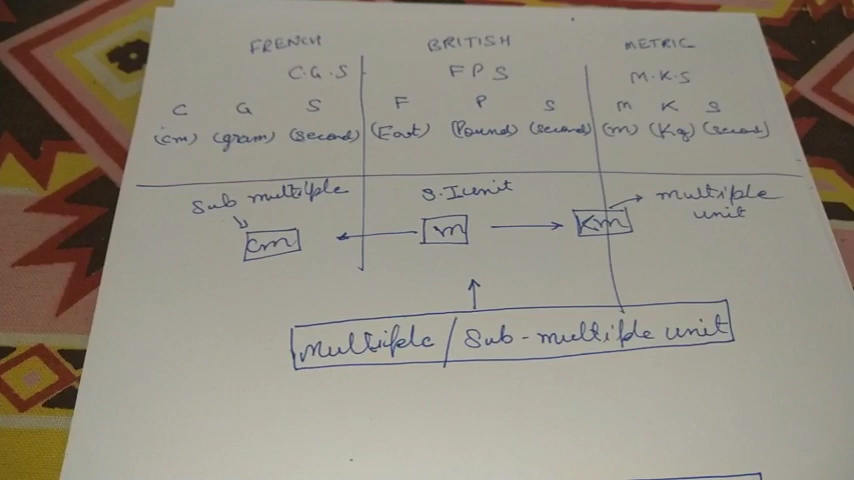 FRENCH BRITISH METRIC
C.G.S FPS M.K.S
C G S F P S M K S
(cm) (gram) (second) (Foot) (Pound) (second) (m) (Kg) (second)
Sub multiple S.I unit multiple
unit
cm m Km
Multiple / Sub-multiple unit